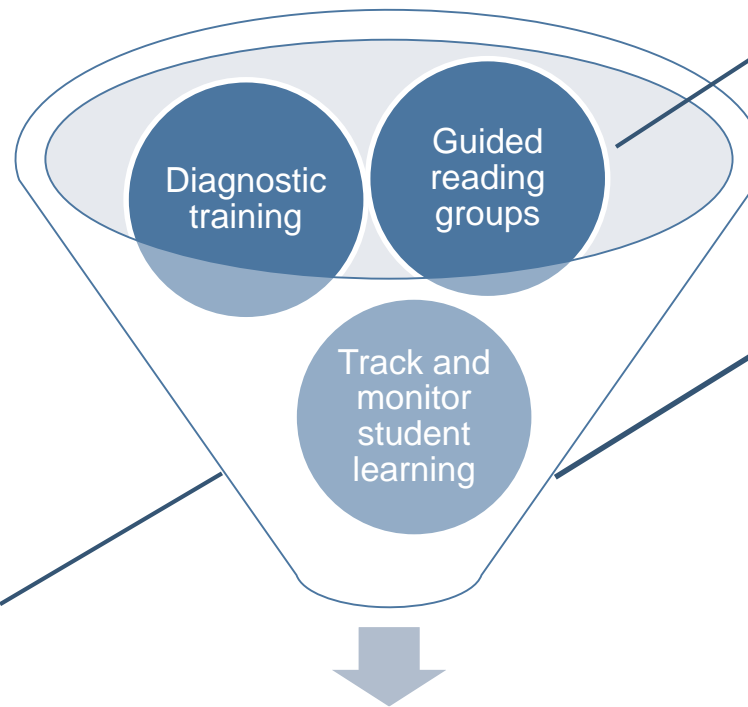 Diagnostic
training
Guided
reading
groups
Track and
monitor
student
learning